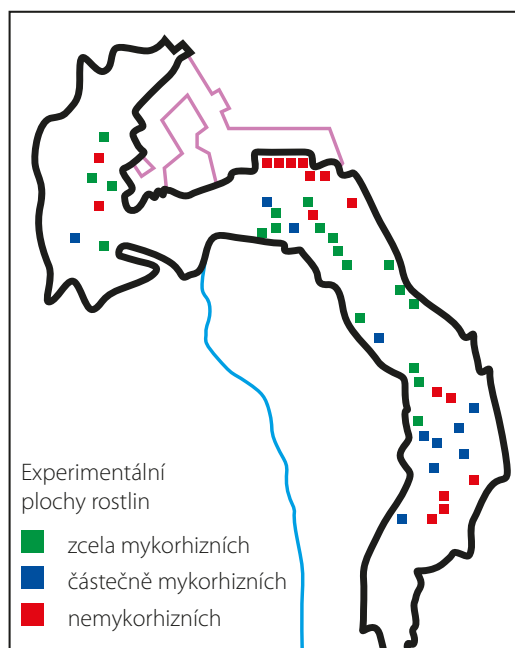 Experimentální
plochy rostlin
zcela mykorhizních
částečně mykorhizních
nemykorhizních